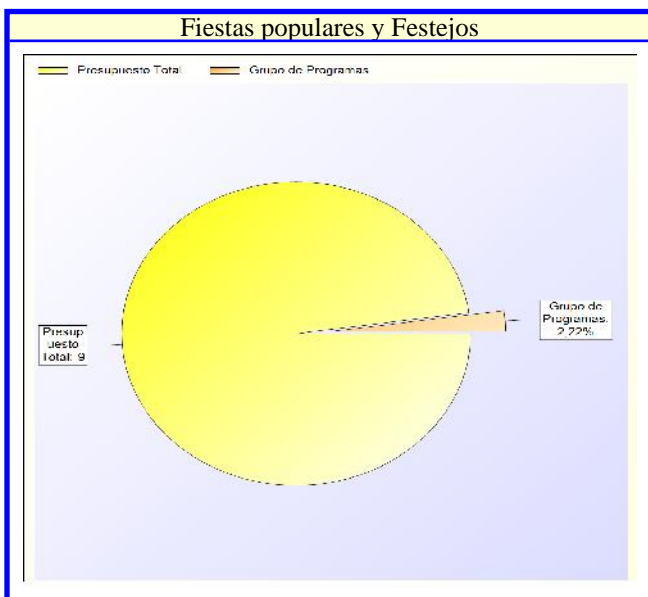 Fiestas populares y Festejos
Presupuesto Total
Grupo de Programas
Grupo de
Programas:
2,22%
Presup
uesto
Total: 9